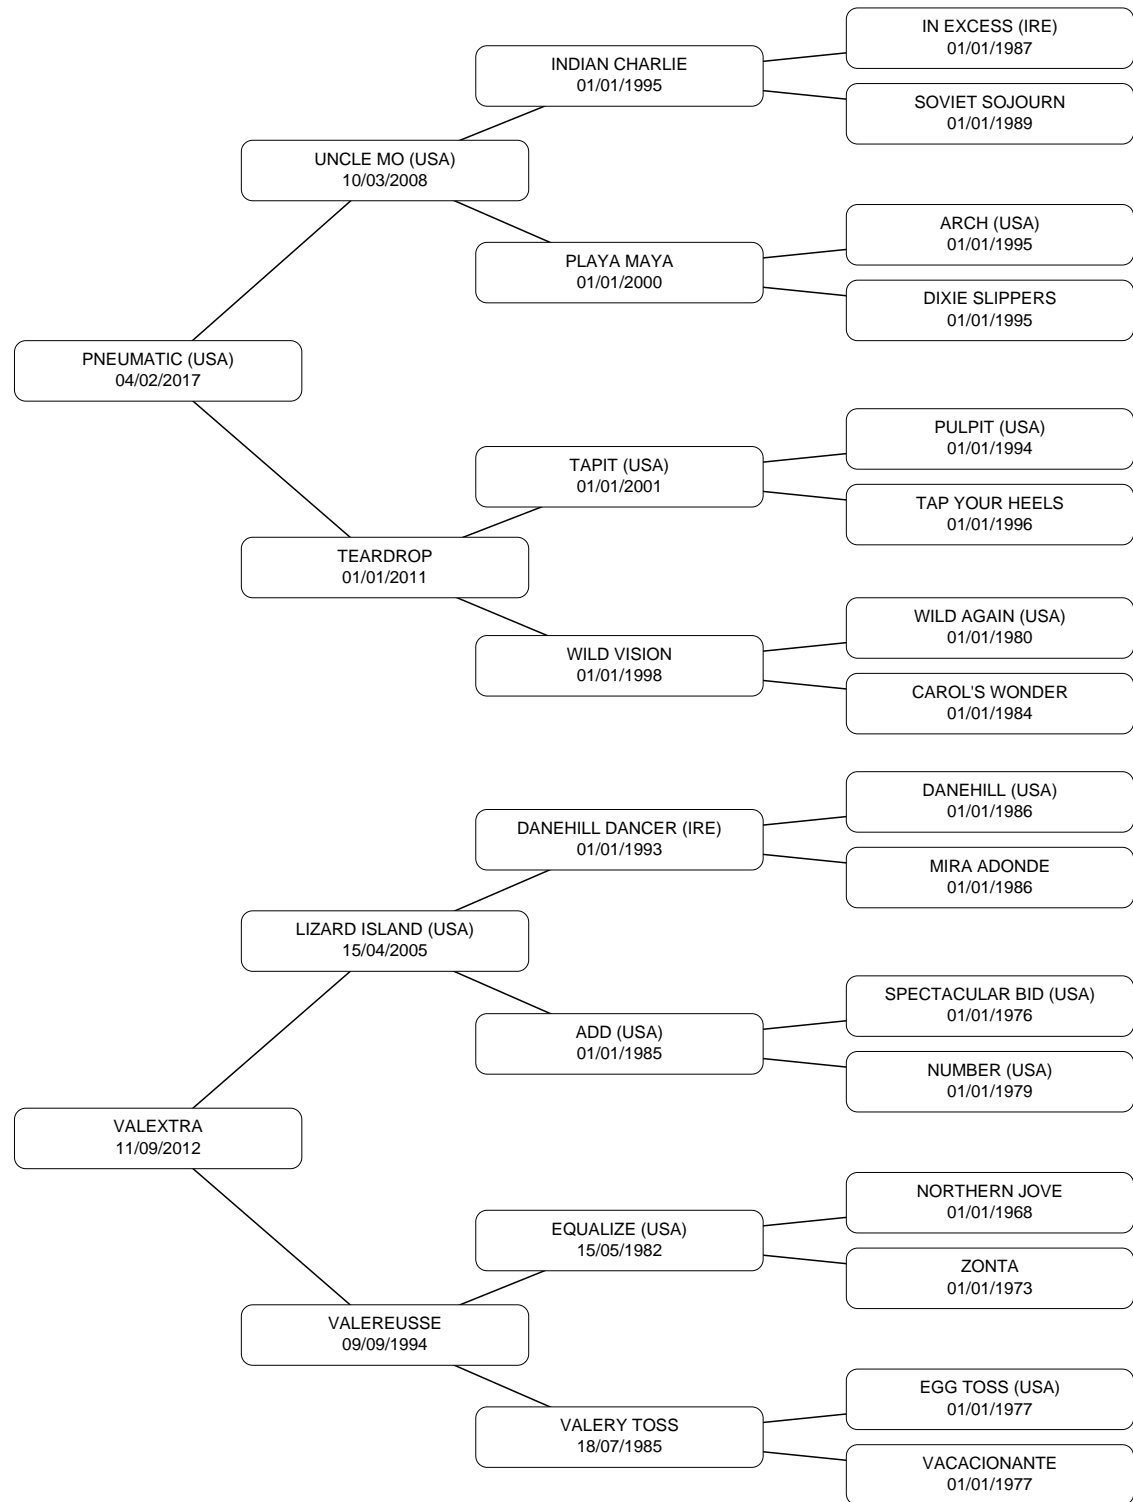 IN EXCESS (IRE)
01/01/1987
INDIAN CHARLIE
01/01/1995
SOVIET SOJOURN
01/01/1989
UNCLE MO (USA)
10/03/2008
ARCH (USA)
01/01/1995
PLAYA MAYA
01/01/2000
DIXIE SLIPPERS
01/01/1995
PNEUMATIC (USA)
04/02/2017
PULPIT (USA)
01/01/1994
TAPIT (USA)
01/01/2001
TAP YOUR HEELS
01/01/1996
TEARDROP
01/01/2011
WILD AGAIN (USA)
01/01/1980
WILD VISION
01/01/1998
CAROL'S WONDER
01/01/1984
DANEHILL (USA)
01/01/1986
DANEHILL DANCER (IRE)
01/01/1993
MIRA ADONDE
01/01/1986
LIZARD ISLAND (USA)
15/04/2005
SPECTACULAR BID (USA)
01/01/1976
ADD (USA)
01/01/1985
NUMBER (USA)
01/01/1979
VALEXTRA
11/09/2012
NORTHERN JOVE
01/01/1968
EQUALIZE (USA)
15/05/1982
ZONTA
01/01/1973
VALEREUSSE
09/09/1994
EGG TOSS (USA)
01/01/1977
VALERY TOSS
18/07/1985
VACACIONANTE
01/01/1977